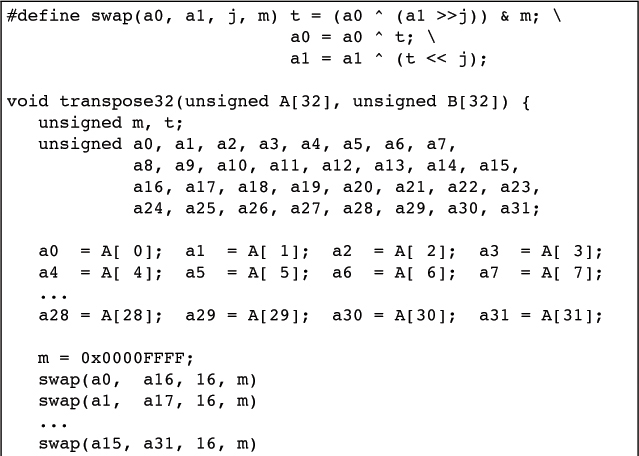 #define swap(a0, a1, j, m) t = (a0 ^ (a1 >>j)) & m; \
                           a0 = a0 ^ t; \
                           a1 = a1 ^ (t << j);

void transpose32(unsigned A[32], unsigned B[32]) {
   unsigned m, t;
   unsigned a0, a1, a2, a3, a4, a5, a6, a7,
            a8, a9, a10, a11, a12, a13, a14, a15,
            a16, a17, a18, a19, a20, a21, a22, a23,
            a24, a25, a26, a27, a28, a29, a30, a31;

   a0  = A[ 0];  a1  = A[ 1];  a2  = A[ 2];  a3  = A[ 3];
   a4  = A[ 4];  a5  = A[ 5];  a6  = A[ 6];  a7  = A[ 7];
   ...
   a28 = A[28];  a29 = A[29];  a30 = A[30];  a31 = A[31];

   m = 0x0000FFFF;
   swap(a0,  a16, 16, m)
   swap(a1,  a17, 16, m)
   ...
   swap(a15, a31, 16, m)